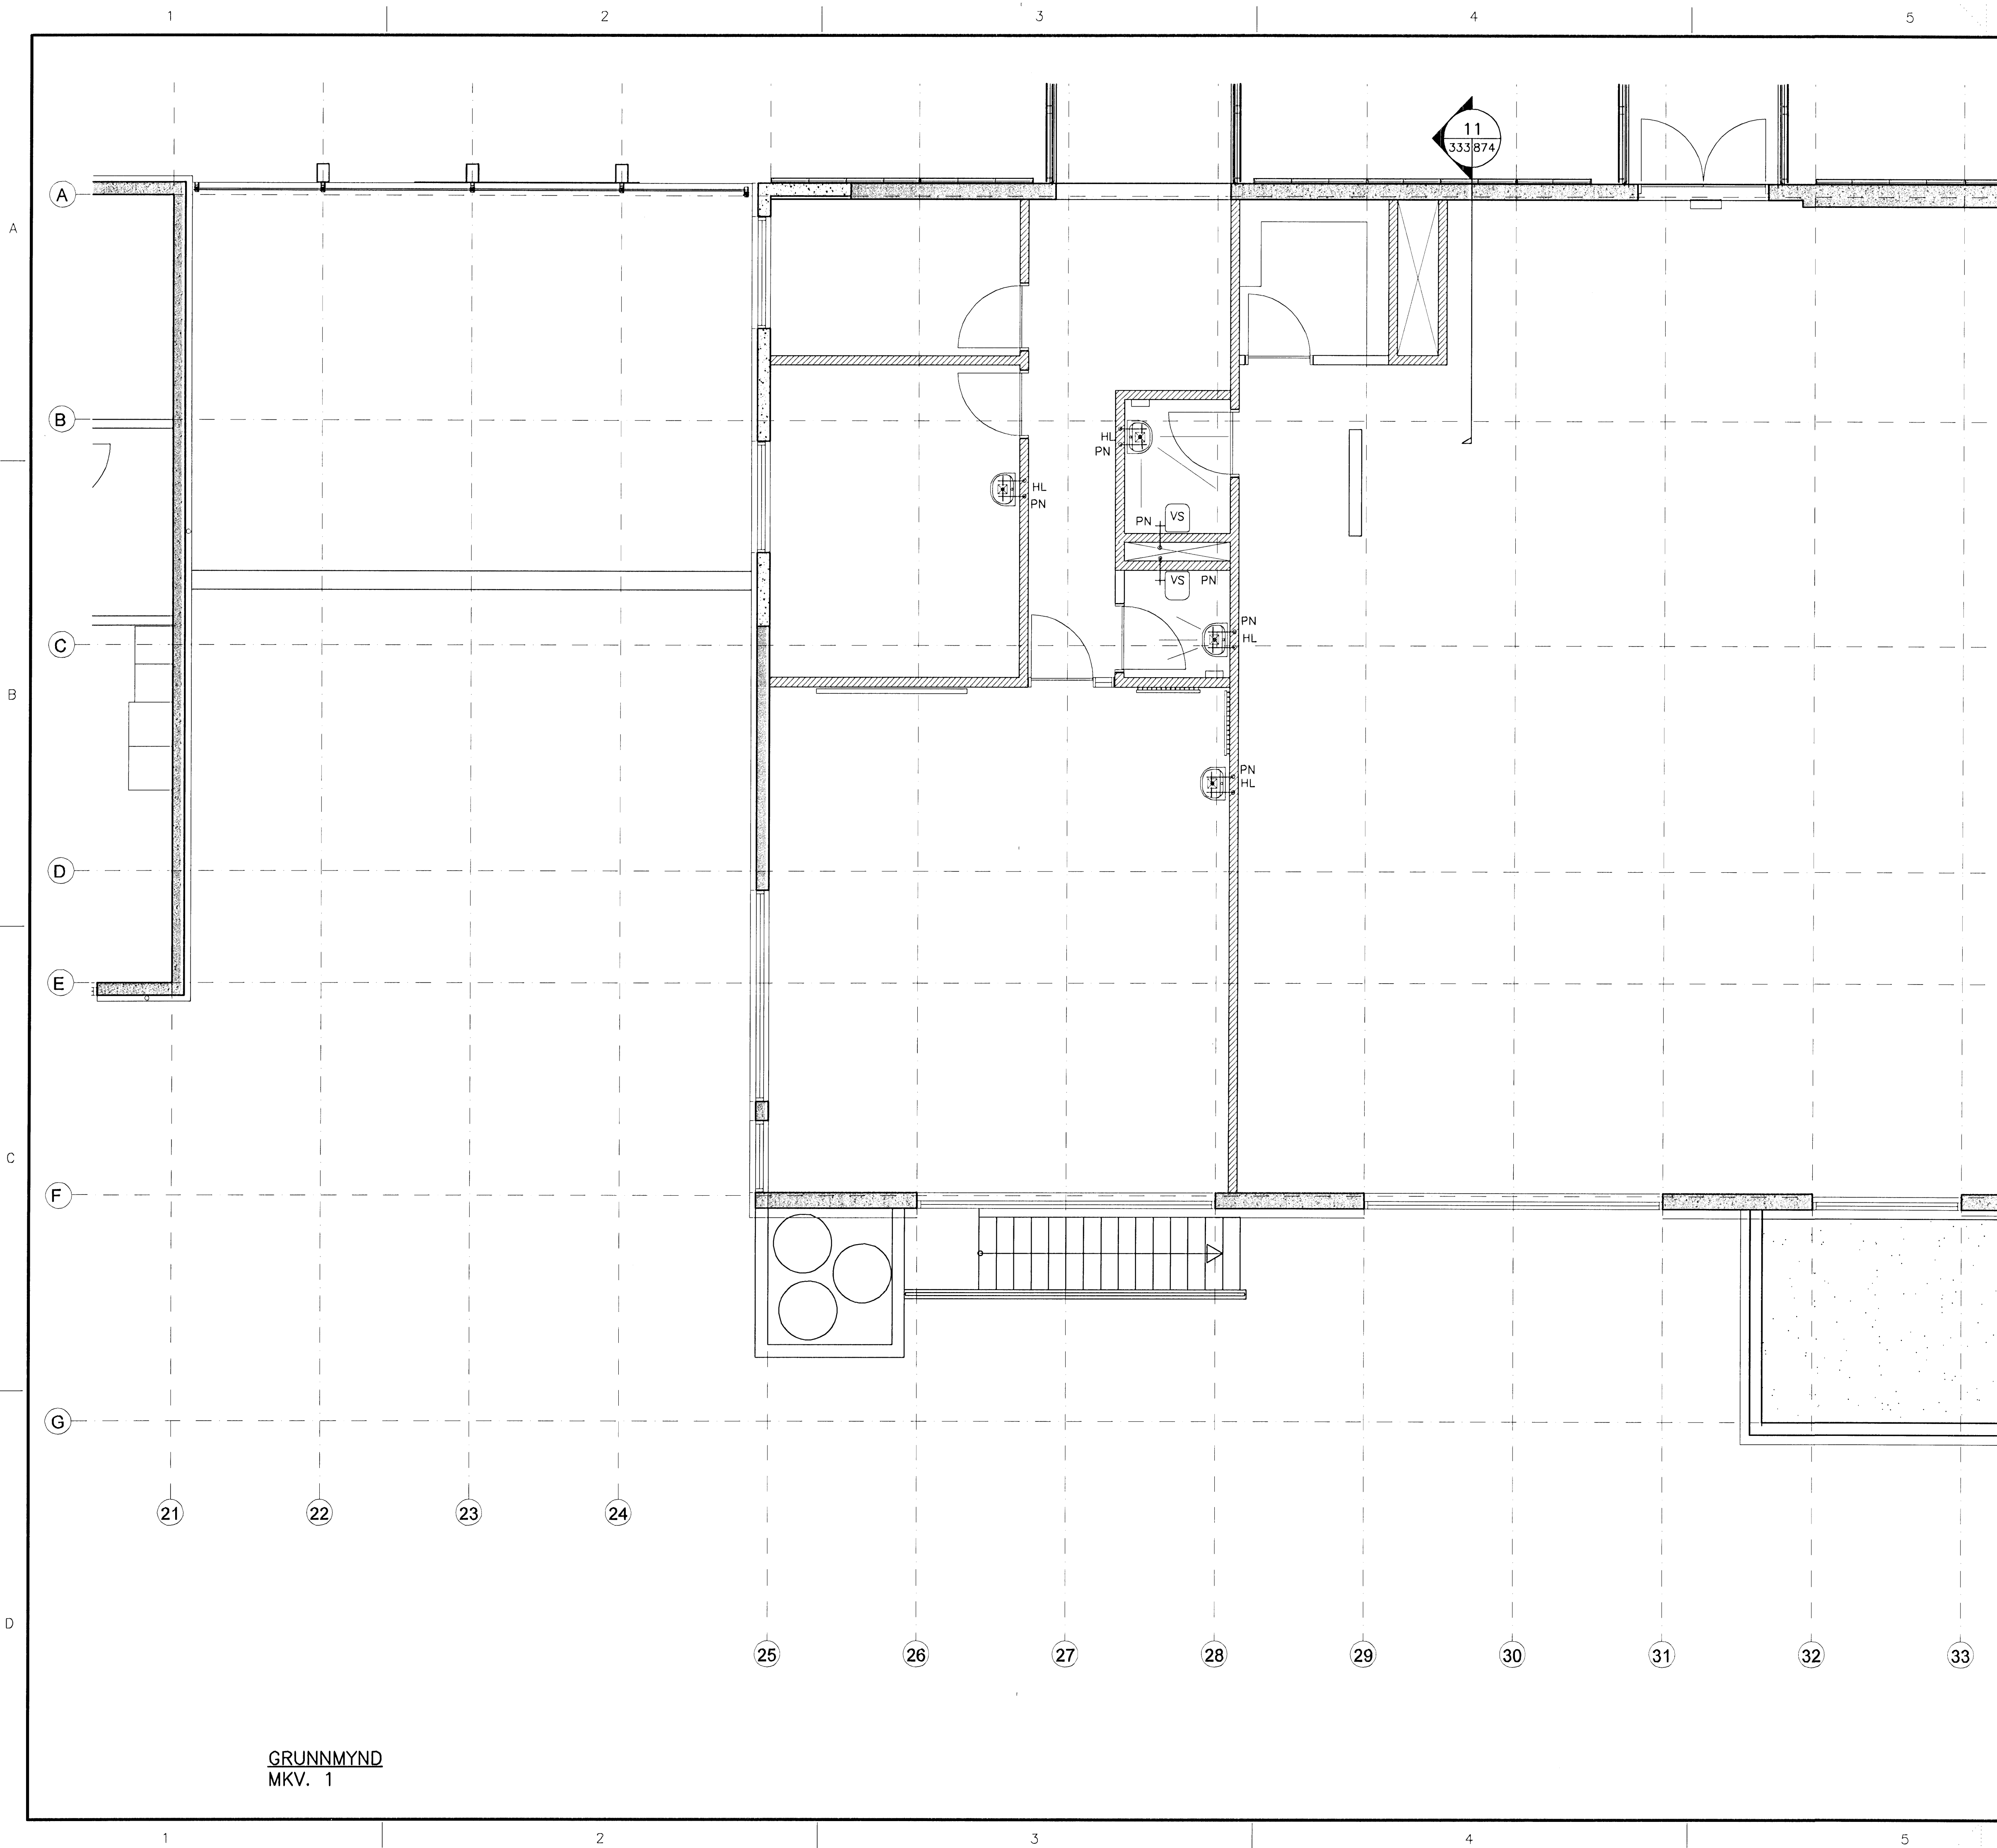 1 2 3 4 5
11
333 874
A
A
B
HL
PN
HL
PN
VS
PN
VS PN
PN
HL
C
B
PN
HL
D
E
C
F
G
21 22 23 24
D
25 26 27 28 29 30 31 32 33
GRUNNMYND
MKV. 1
1 2 3 4 5